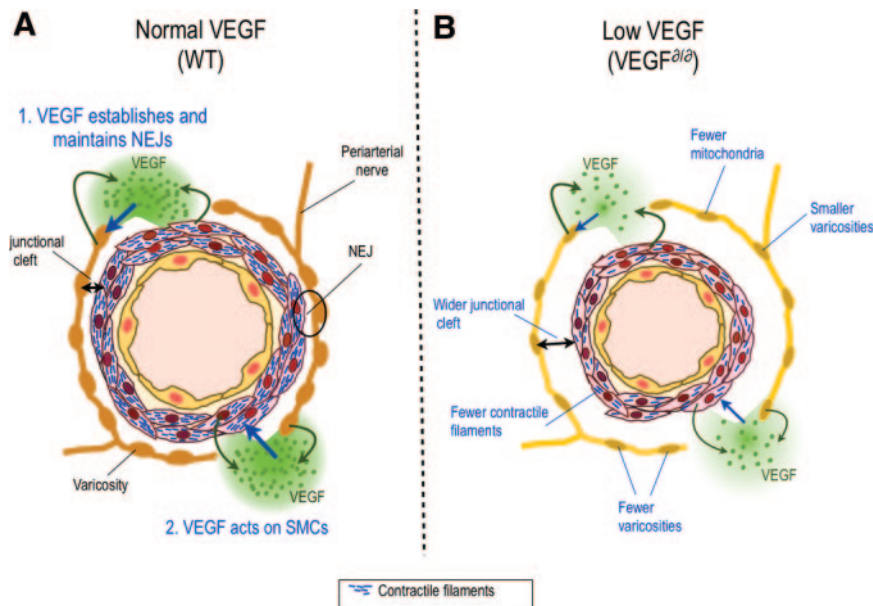 A
Normal VEGF
(WT)
1. VEGF establishes and
maintains NEJs
VEGF
Periarterial
nerve
junctional
cleft
NEJ
Varicosity
VEGF
2. VEGF acts on SMCs
B
Low VEGF
(VEGF∂/∂)
Fewer
mitochondria
VEGF
Smaller
varicosities
Wider junctional
cleft
Fewer contractile
filaments
VEGF
Fewer
varicosities
Contractile filaments